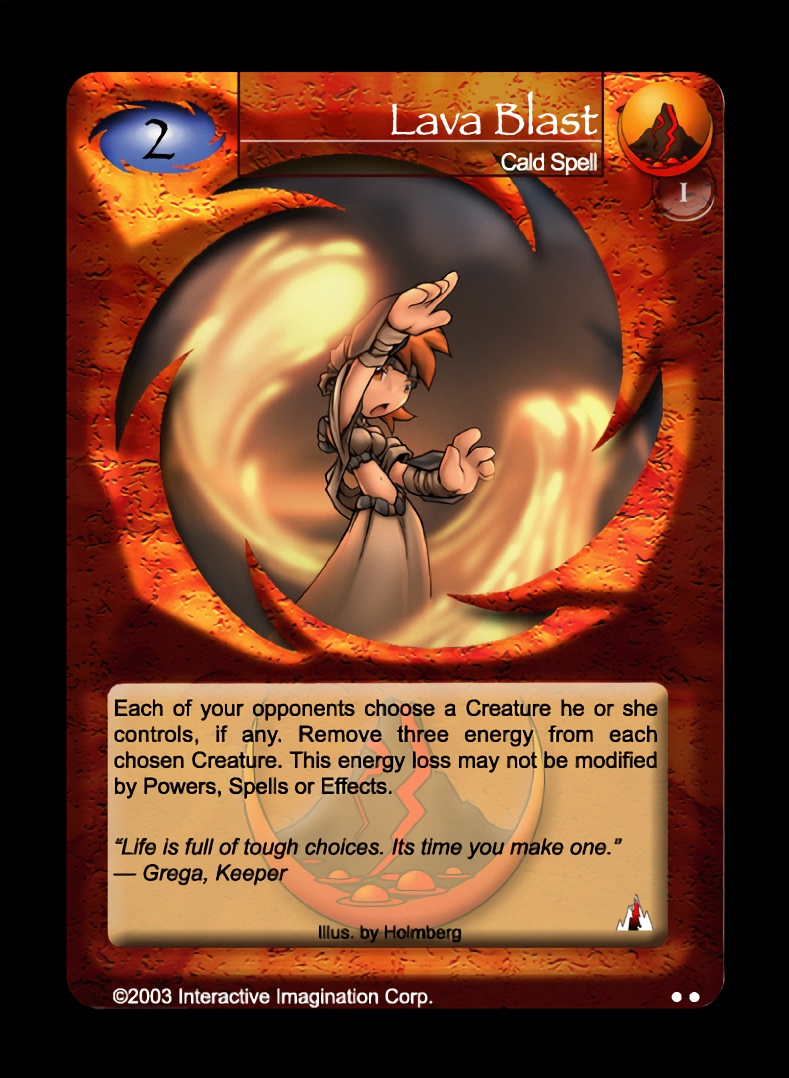 2
Lava Blast
Cald Spell
I
Each of your opponents choose a Creature he or she
controls, if any. Remove three energy from each
chosen Creature. This energy loss may not be modified
by Powers, Spells or Effects.
“Life is full of tough choices. Its time you make one.”
— Grega, Keeper
Illus. by Holmberg
©2003 Interactive Imagination Corp.